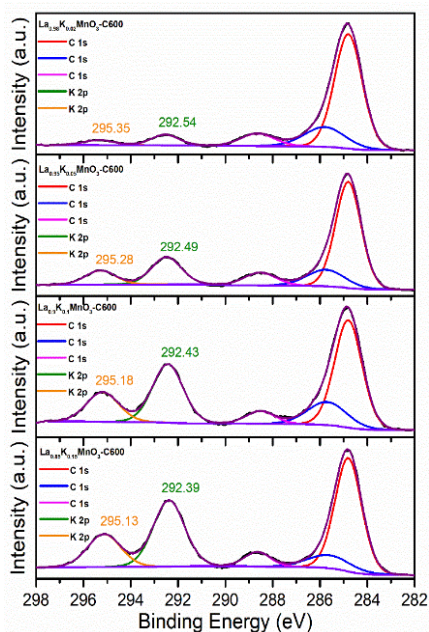 La0.98K0.02MnO3-C600
C 1s
C 1s
C 1s
K 2p
K 2p
295.35
292.54
Intensity (a.u.)
La0.95K0.05MnO3-C600
C 1s
C 1s
C 1s
K 2p
K 2p
295.28
292.49
Intensity (a.u.)
La0.9K0.1MnO3-C600
C 1s
C 1s
C 1s
K 2p
K 2p
295.18
292.43
Intensity (a.u.)
La0.85K0.15MnO3-C600
C 1s
C 1s
C 1s
K 2p
K 2p
295.13
292.39
Intensity (a.u.)
298 296 294 292 290 288 286 284 282
Binding Energy (eV)